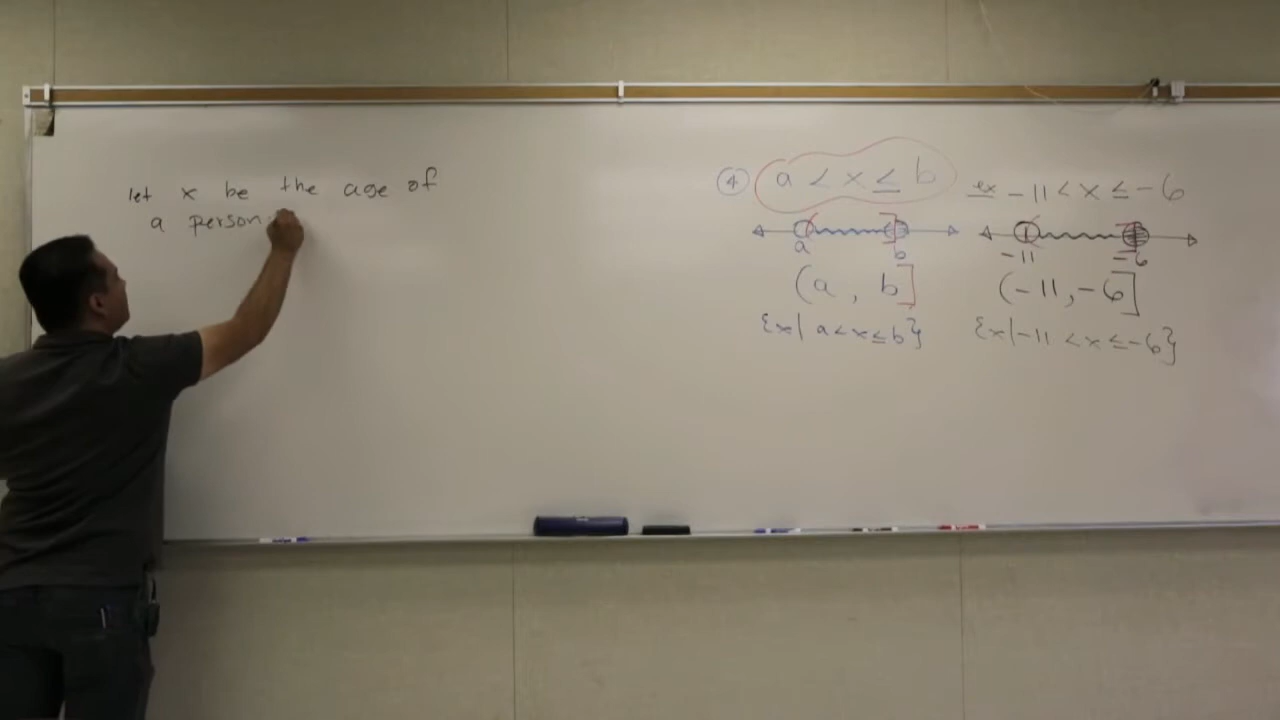 let x be the age of
a person
④ a < x ≤ b
a b
(a, b]
{x| a<x≤b}
ex -11 < x ≤ -6
-11 -6
(-11, -6]
{x|-11 <x≤-6}